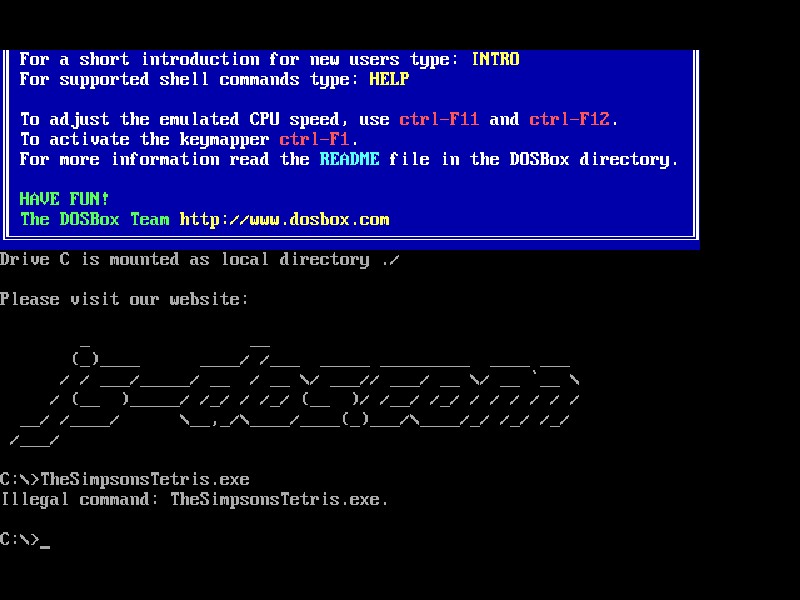 For a short introduction for new users type: INTRO
For supported shell commands type: HELP
To adjust the emulated CPU speed, use ctrl-F11 and ctrl-F12.
To activate the keymapper ctrl-F1.
For more information read the README file in the DOSBox directory.
HAVE FUN!
The DOSBox Team http://www.dosbox.com
Drive C is mounted as local directory ./
Please visit our website:
js-dos.com
C:\>TheSimpsonsTetris.exe
Illegal command: TheSimpsonsTetris.exe.
C:\>_